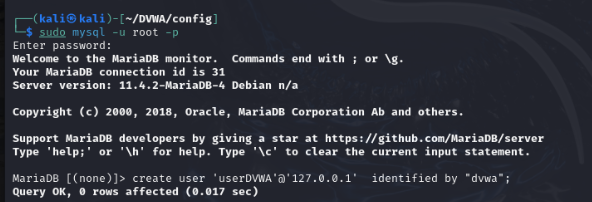 ┌──(kali㉿kali)-[~/DVWA/config]
└─$ sudo mysql -u root -p
Enter password:
Welcome to the MariaDB monitor.  Commands end with ; or \g.
Your MariaDB connection id is 31
Server version: 11.4.2-MariaDB-4 Debian n/a
Copyright (c) 2000, 2018, Oracle, MariaDB Corporation Ab and others.
Support MariaDB developers by giving a star at https://github.com/MariaDB/server
Type 'help;' or '\h' for help. Type '\c' to clear the current input statement.
MariaDB [(none)]> create user 'userDVWA'@'127.0.0.1'  identified by "dvwa";
Query OK, 0 rows affected (0.017 sec)